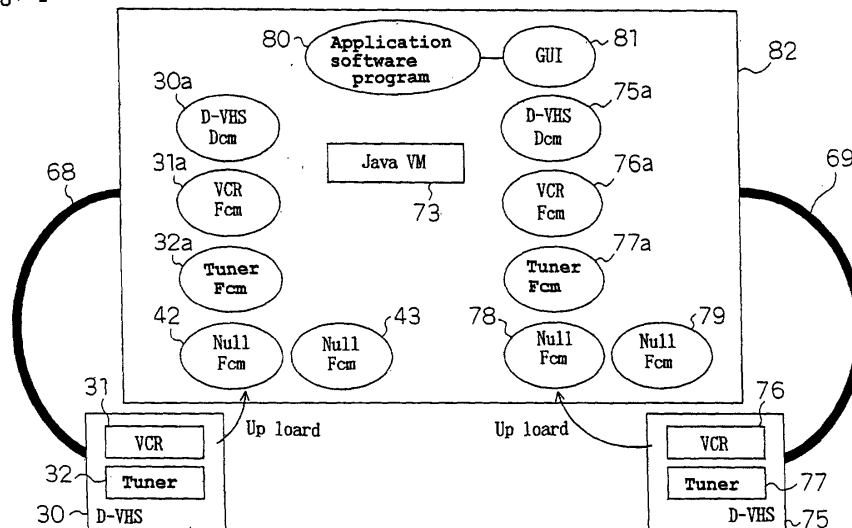 80
Application
software
program
GUI
81
82
30a
D-VHS
Dcm
75a
D-VHS
Dcm
Java VM
73
31a
VCR
Fcm
76a
VCR
Fcm
68
69
32a
Tuner
Fcm
77a
Tuner
Fcm
42
Null
Fcm
43
Null
Fcm
78
Null
Fcm
79
Null
Fcm
31
VCR
Up loard
32
Tuner
30
D-VHS
Up loard
76
VCR
Tuner
77
D-VHS
75